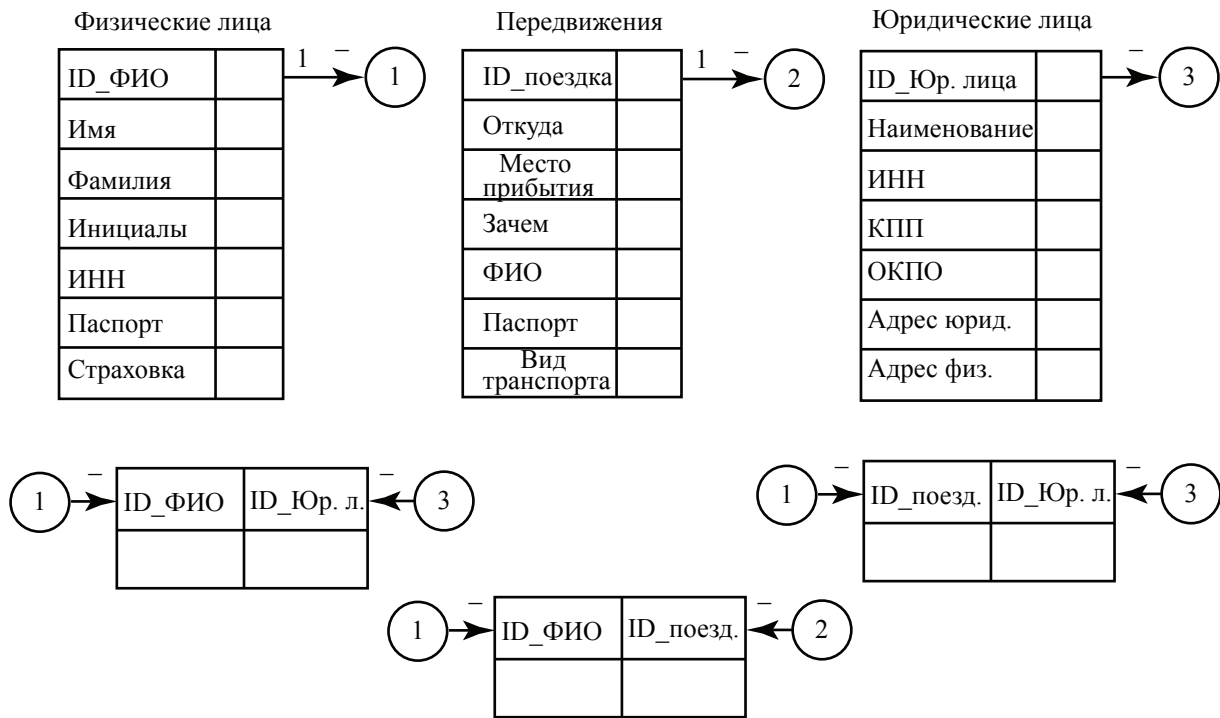 Физические лица
ID_ФИО
Имя
Фамилия
Инициалы
ИНН
Паспорт
Страховка
1 –
1
Передвижения
ID_поездка
Откуда
Место
прибытия
Зачем
ФИО
Паспорт
Вид
транспорта
1 –
2
Юридические лица
ID_Юр. лица
Наименование
ИНН
КПП
ОКПО
Адрес юрид.
Адрес физ.
–
3
1 – ID_ФИО ID_Юр. л. – 3
1 – ID_поезд. ID_Юр. л. – 3
1 – ID_ФИО ID_поезд. – 2